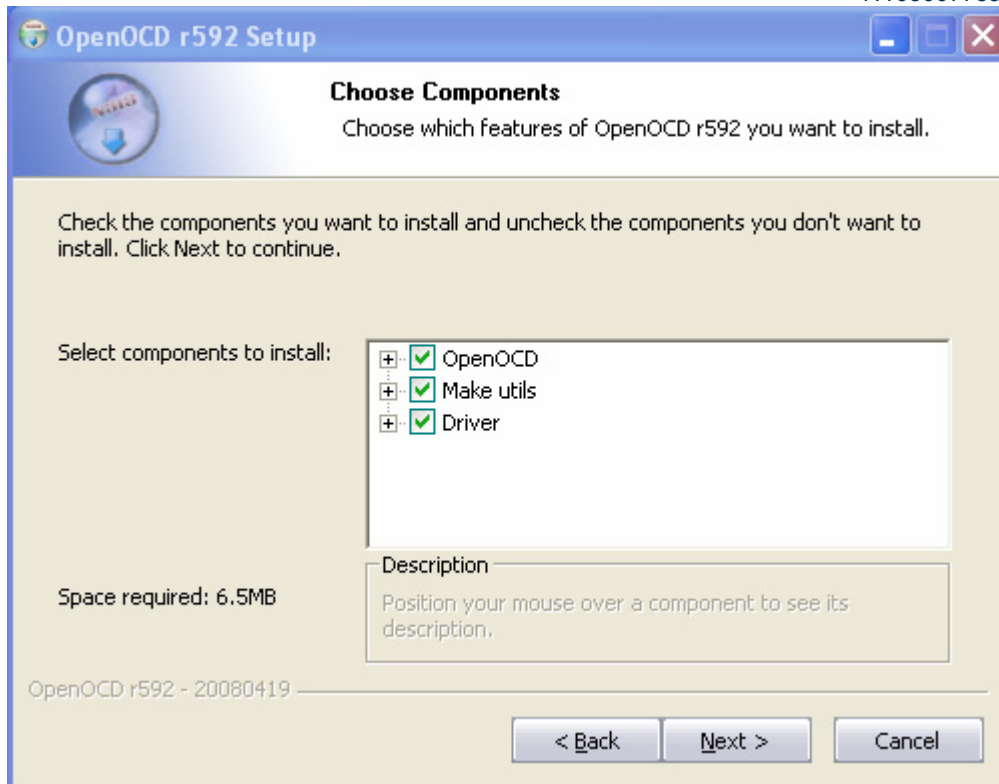 OpenOCD r592 Setup
Choose Components
Choose which features of OpenOCD r592 you want to install.
Check the components you want to install and uncheck the components you don't want to
install. Click Next to continue.
Select components to install:
OpenOCD
Make utils
Driver
Space required: 6.5MB
Description
Position your mouse over a component to see its
description.
OpenOCD r592 - 20080419
< Back
Next >
Cancel